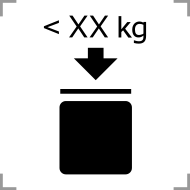 < XX kg